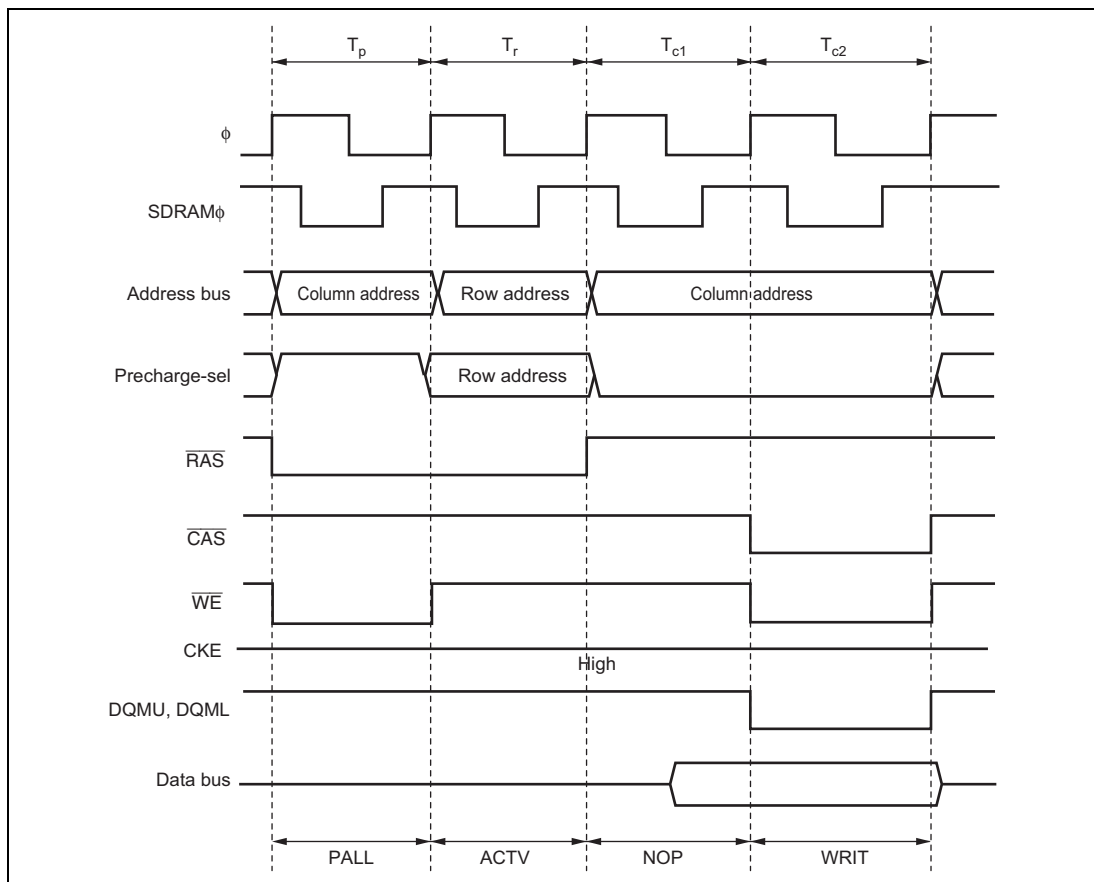 Tp Tr Tc1 Tc2
ϕ
SDRAMϕ
Address bus Column address Row address Column address
Precharge-sel Row address
RAS
CAS
WE
CKE
High
DQMU, DQML
Data bus
PALL ACTV NOP WRIT